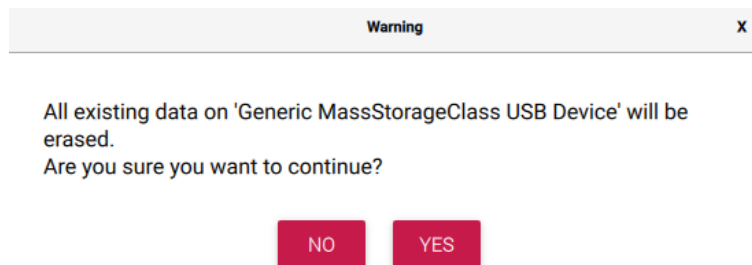 Warning X
All existing data on 'Generic MassStorageClass USB Device' will be
erased.
Are you sure you want to continue?
NO YES